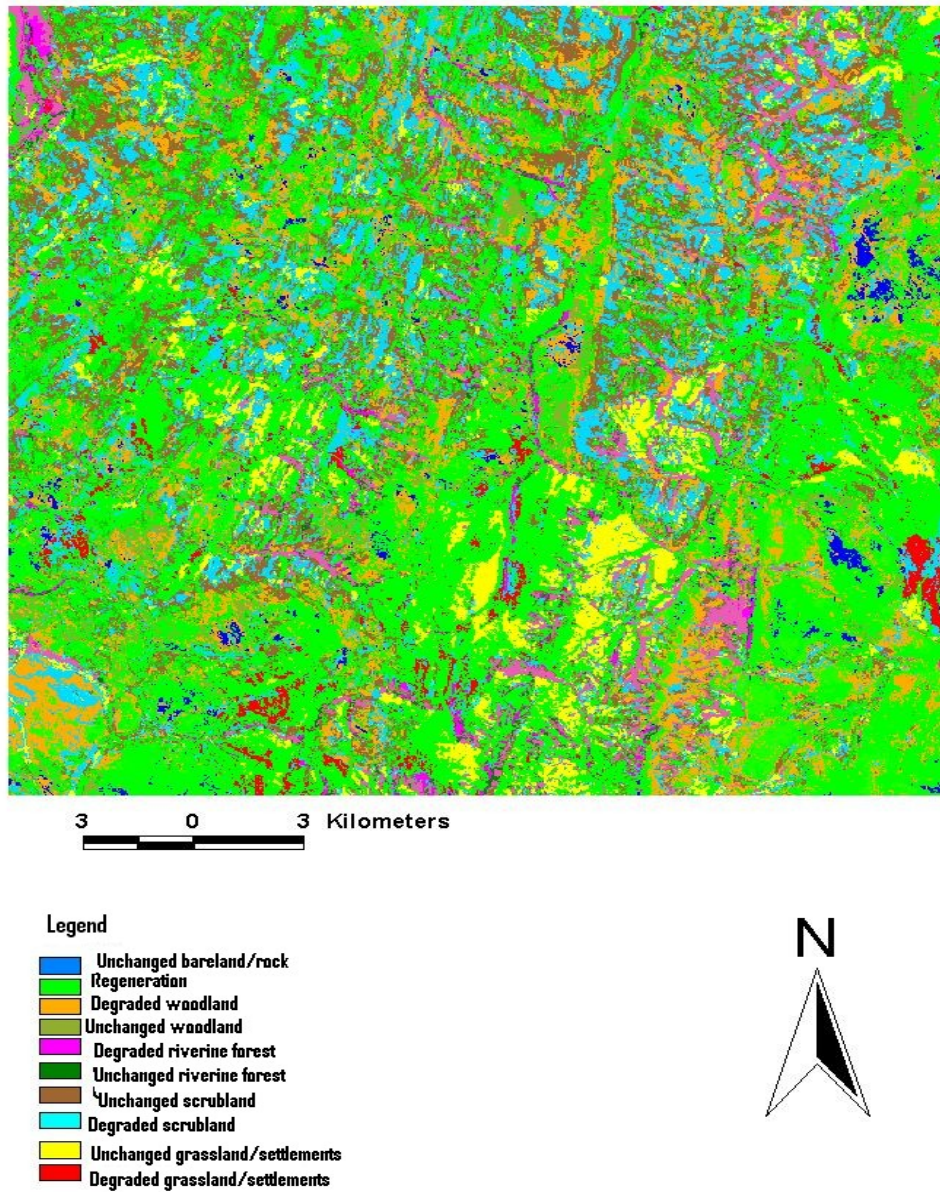 3 0 3 Kilometers
N
Legend
Unchanged bareland/rock
Regeneration
Degraded woodland
Unchanged woodland
Degraded riverine forest
Unchanged riverine forest
Unchanged scrubland
Degraded scrubland
Unchanged grassland/settlements
Degraded grassland/settlements